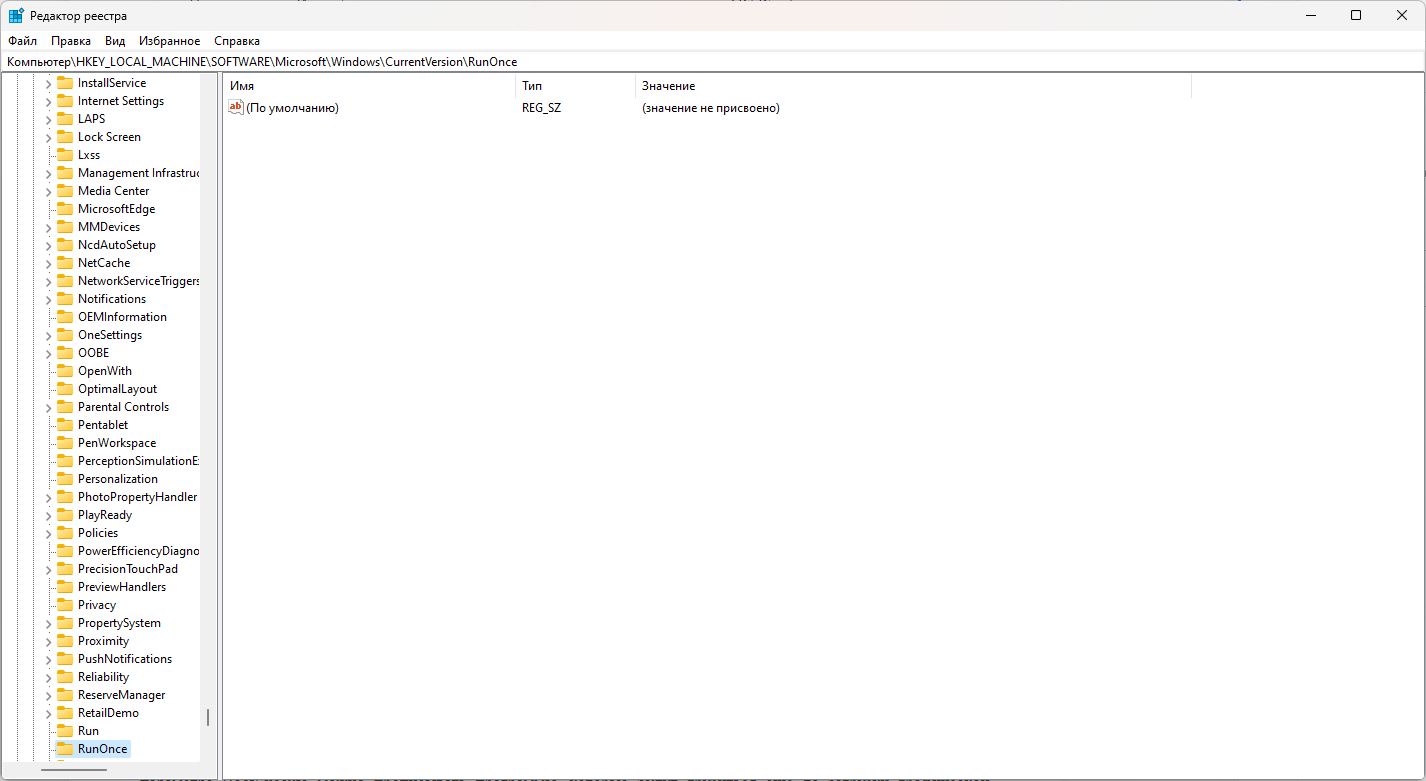 Редактор реестра
Файл Правка Вид Избранное Справка
Компьютер\HKEY_LOCAL_MACHINE\SOFTWARE\Microsoft\Windows\CurrentVersion\RunOnce
InstallService
Internet Settings
LAPS
Lock Screen
Lxss
Management Infrastruc
Media Center
MicrosoftEdge
MMDevices
NcdAutoSetup
NetCache
NetworkServiceTriggers
Notifications
OEMInformation
OneSettings
OOBE
OpenWith
OptimalLayout
Parental Controls
Pentablet
PenWorkspace
PerceptionSimulationE
Personalization
PhotoPropertyHandler
PlayReady
Policies
PowerEfficiencyDiagno
PrecisionTouchPad
PreviewHandlers
Privacy
PropertySystem
Proximity
PushNotifications
Reliability
ReserveManager
RetailDemo
Run
RunOnce
Имя Тип Значение
ab (По умолчанию) REG_SZ (значение не присвоено)